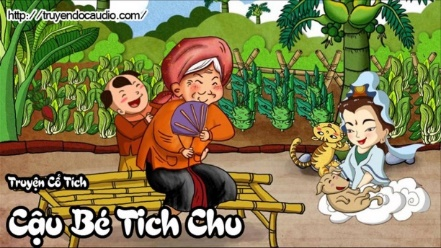 http://truyendocaudio.com/
Truyện Cổ Tích
Cậu Bé Tích Chu